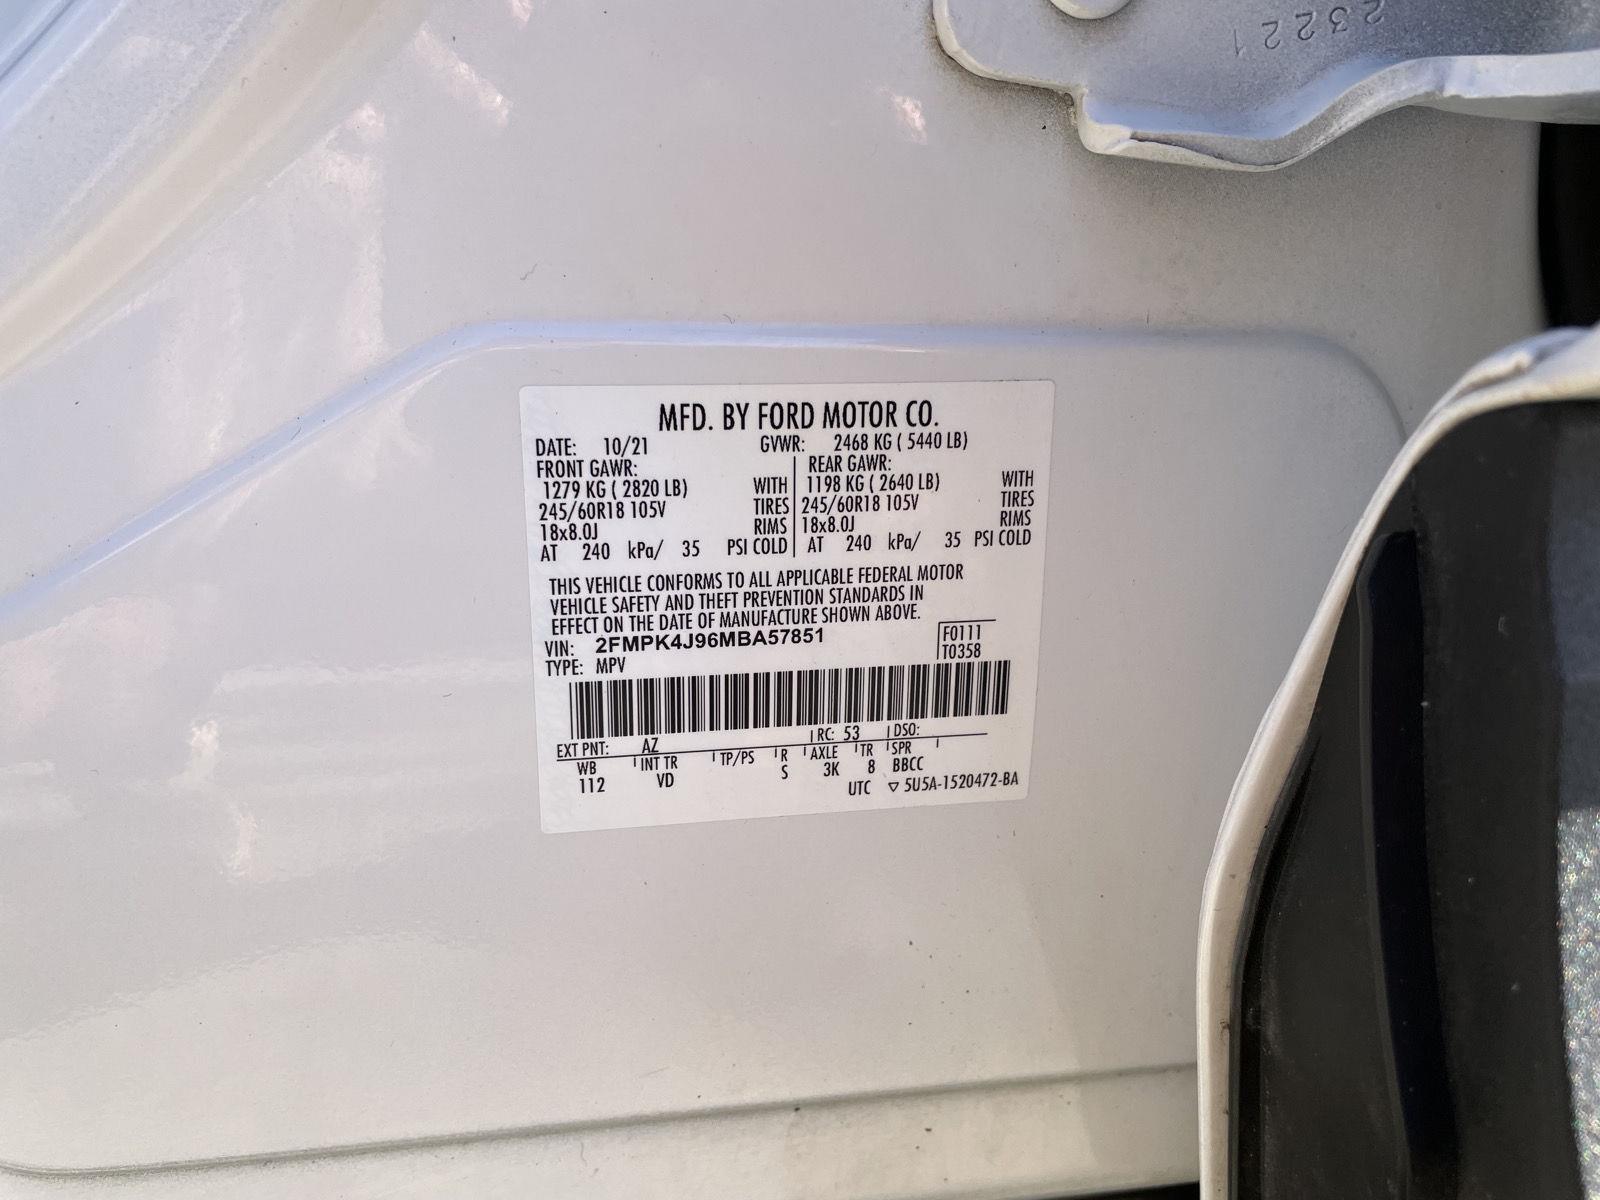 23221
MFD. BY FORD MOTOR CO.
DATE: 10/21 GVWR: 2468 KG ( 5440 LB)
FRONT GAWR: REAR GAWR:
1279 KG ( 2820 LB) WITH 1198 KG ( 2640 LB) WITH
245/60R18 105V TIRES 245/60R18 105V TIRES
18x8.0J RIMS 18x8.0J RIMS
AT 240 kPa/ 35 PSI COLD AT 240 kPa/ 35 PSI COLD
THIS VEHICLE CONFORMS TO ALL APPLICABLE FEDERAL MOTOR
VEHICLE SAFETY AND THEFT PREVENTION STANDARDS IN
EFFECT ON THE DATE OF MANUFACTURE SHOWN ABOVE.
VIN: 2FMPK4J96MBA57851 F0111
TYPE: MPV T0358
EXT PNT: AZ RC: 53 DSO:
WB INT TR TP/PS R AXLE TR SPR
112 VD S 3K 8 BBCC
UTC ▽ 5U5A-1520472-BA